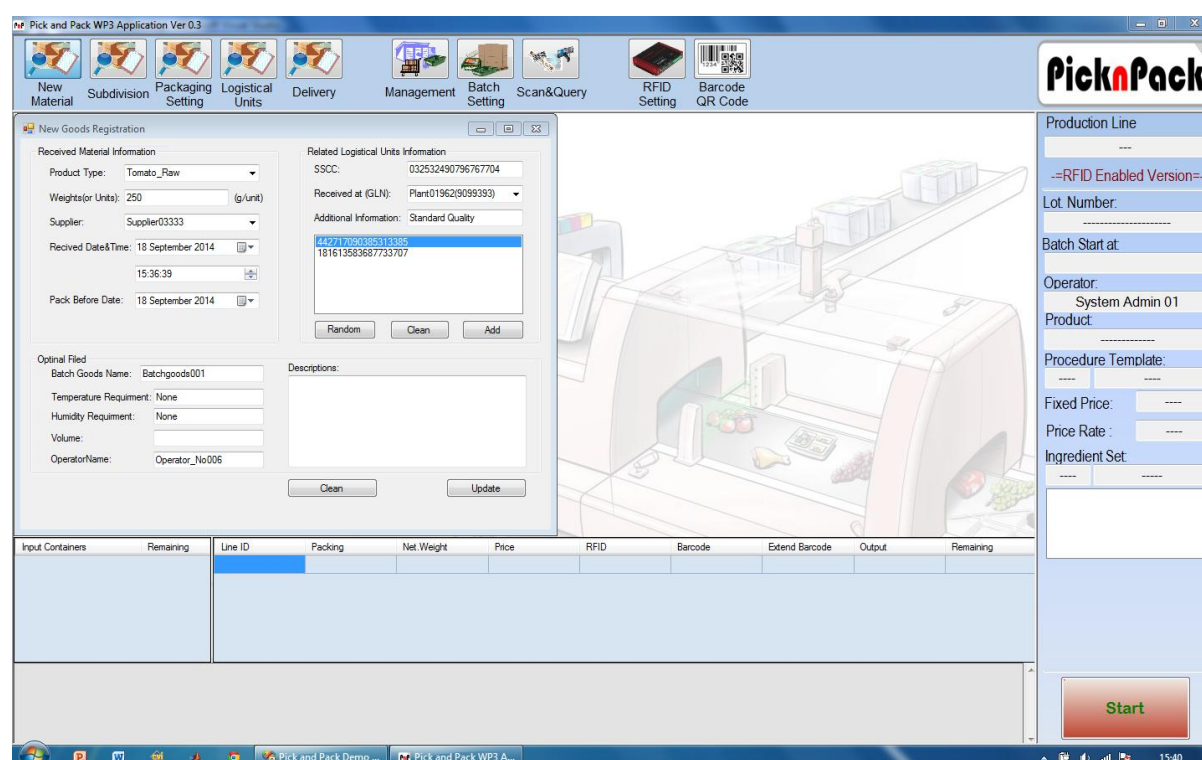 Pick and Pack WP3 Application Ver 0.3
New Material
Subdivision
Packaging Setting
Logistical Units
Delivery
Management
Batch Setting
Scan&Query
RFID Setting
Barcode QR Code
1234
PicknPack
New Goods Registration
Received Material Information
Product Type: Tomato_Raw
Weights(or Units): 250 (g/unit)
Supplier: Supplier03333
Recived Date&Time: 18 September 2014
15:36:39
Pack Before Date: 18 September 2014
Related Logistical Units Information
SSCC: 032532490796767704
Received at (GLN): Plant01962(9099393)
Additional Information: Standard Quality
442717090385313385
181613583687733707
Random Clean Add
Optinal Filed
Batch Goods Name: Batchgoods001
Temperature Requirment: None
Humidity Requirment: None
Volume:
OperatorName: Operator_No006
Descriptions:
Clean Update
Production Line
---
-=RFID Enabled Version=-
Lot. Number:
---------------------
Batch Start at:
Operator:
System Admin 01
Product:
-------------
Procedure Template:
---- ----
Fixed Price: ----
Price Rate : ----
Ingredient Set:
---- -----
Input Containers Remaining
Line ID Packing Net.Weight Price RFID Barcode Extend Barcode Output Remaining
Start
Pick and Pack Demo ... Pick and Pack WP3 A...
15:40